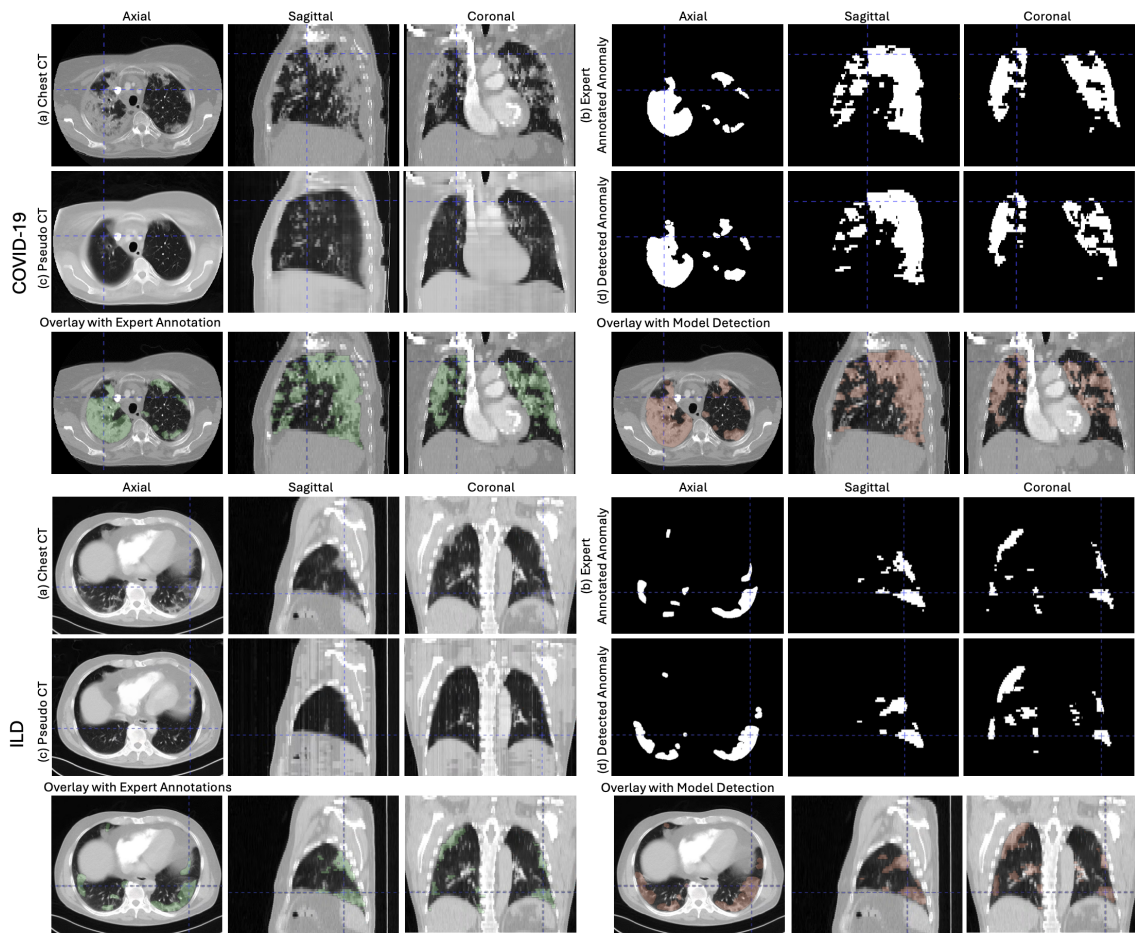 Axial Sagittal Coronal Axial Sagittal Coronal
(a) Chest CT
(b) Expert
Annotated Anomaly
COVID-19
(c) Pseudo CT
(d) Detected Anomaly
Overlay with Expert Annotation Overlay with Model Detection
Axial Sagittal Coronal Axial Sagittal Coronal
(a) Chest CT
(b) Expert
Annotated Anomaly
ILD
(c) Pseudo CT
(d) Detected Anomaly
Overlay with Expert Annotations Overlay with Model Detection